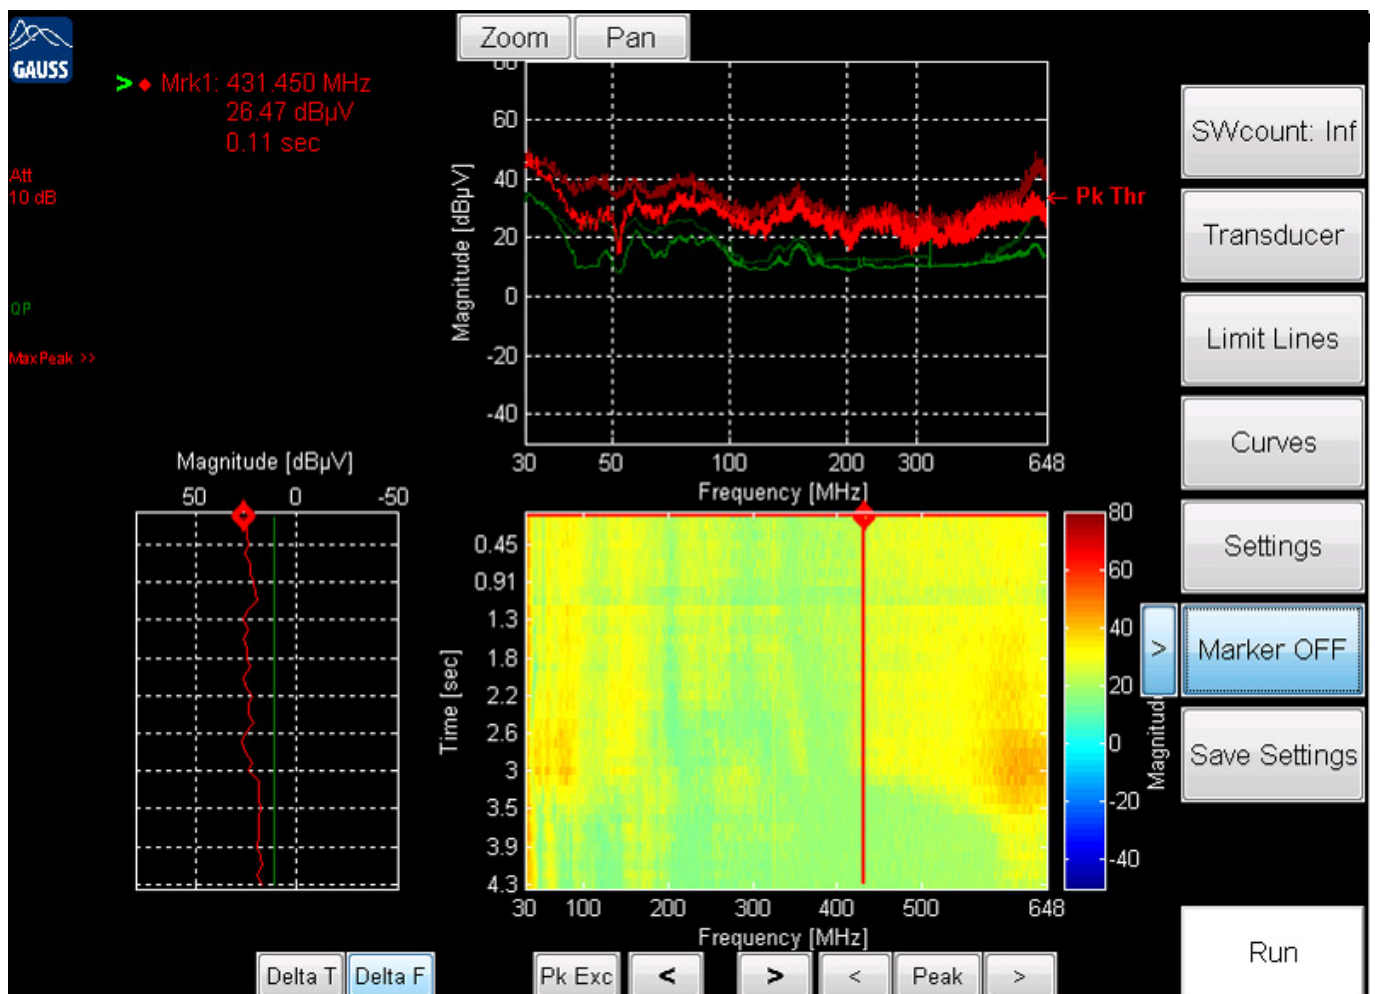 GAUSS
Zoom
Pan
> Mrk1: 431.450 MHz
26.47 dBµV
0.11 sec
Att
10 dB
QP
MaxPeak >>
Magnitude [dBµV]
80
60
40
20
0
-20
-40
← Pk Thr
30 50 100 200 300 648
Frequency [MHz]
Magnitude [dBµV]
50 0 -50
Time [sec]
0.45
0.91
1.3
1.8
2.2
2.6
3
3.5
3.9
4.3
30 100 200 300 400 500 648
Frequency [MHz]
80
60
40
20
0
-20
-40
Magnitud
SWcount: Inf
Transducer
Limit Lines
Curves
Settings
>
Marker OFF
Save Settings
Run
Delta T
Delta F
Pk Exc
<
>
<
Peak
>